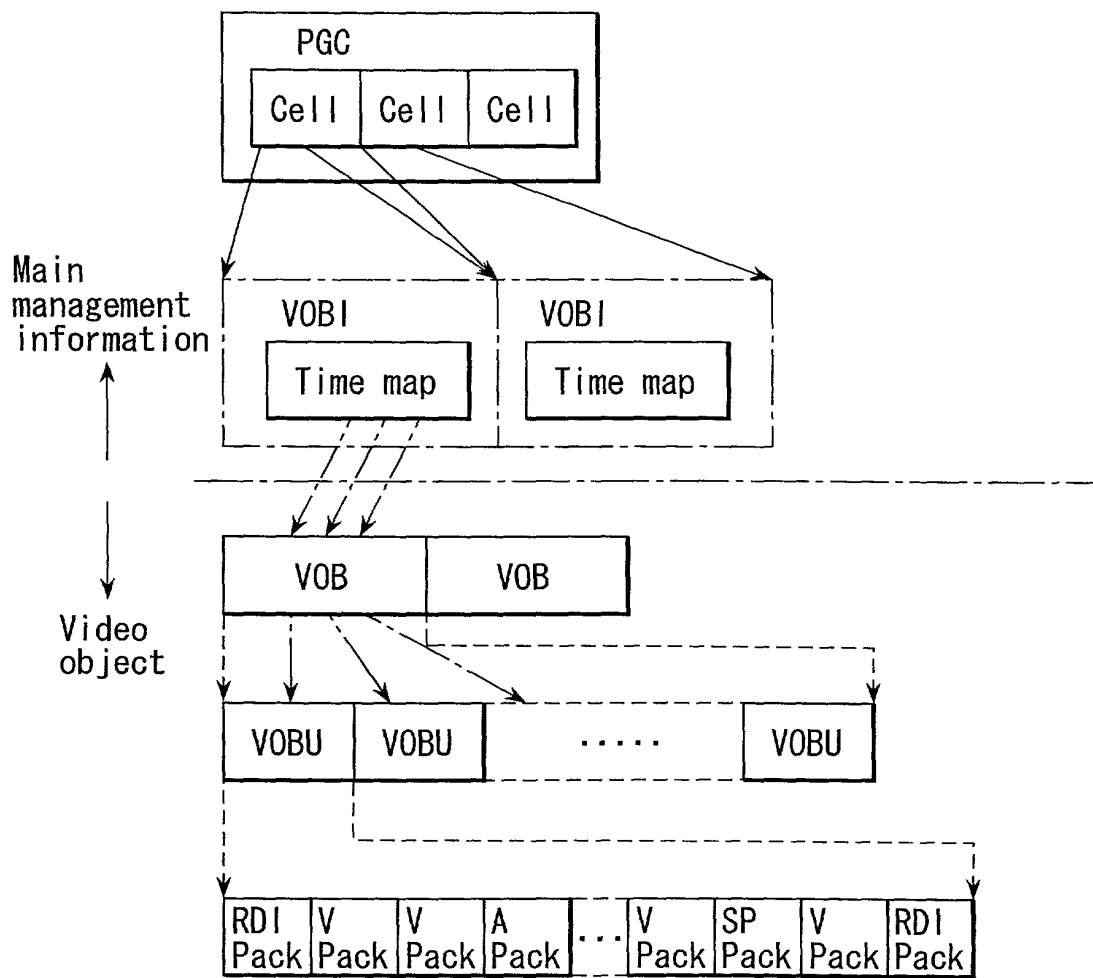 PGC
Cell Cell Cell
Main
management
information
VOBI VOBI
Time map Time map
VOB VOB
Video
object
VOBU VOBU ..... VOBU
RDI V V A V SP V RDI
Pack Pack Pack Pack ... Pack Pack Pack Pack